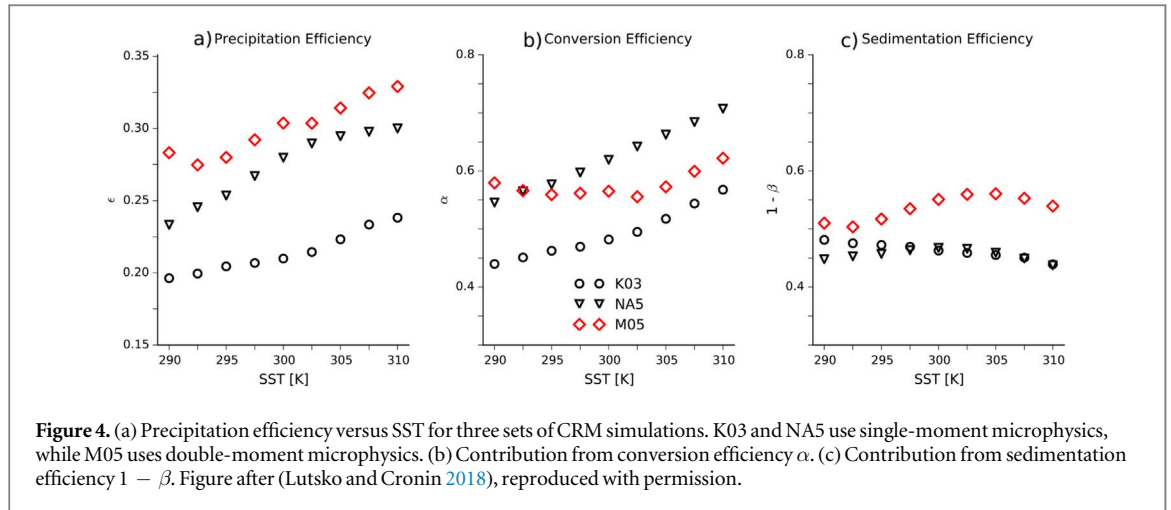 a) Precipitation Efficiency
0.35
0.30
0.25
0.20
0.15
ϵ
290 295 300 305 310
SST [K]
b) Conversion Efficiency
0.8
0.6
0.4
α
K03
NA5
M05
290 295 300 305 310
SST [K]
c) Sedimentation Efficiency
0.8
0.6
0.4
1 - β
290 295 300 305 310
SST [K]
Figure 4. (a) Precipitation efficiency versus SST for three sets of CRM simulations. K03 and NA5 use single-moment microphysics,
while M05 uses double-moment microphysics. (b) Contribution from conversion efficiency α. (c) Contribution from sedimentation
efficiency 1 − β. Figure after (Lutsko and Cronin 2018), reproduced with permission.